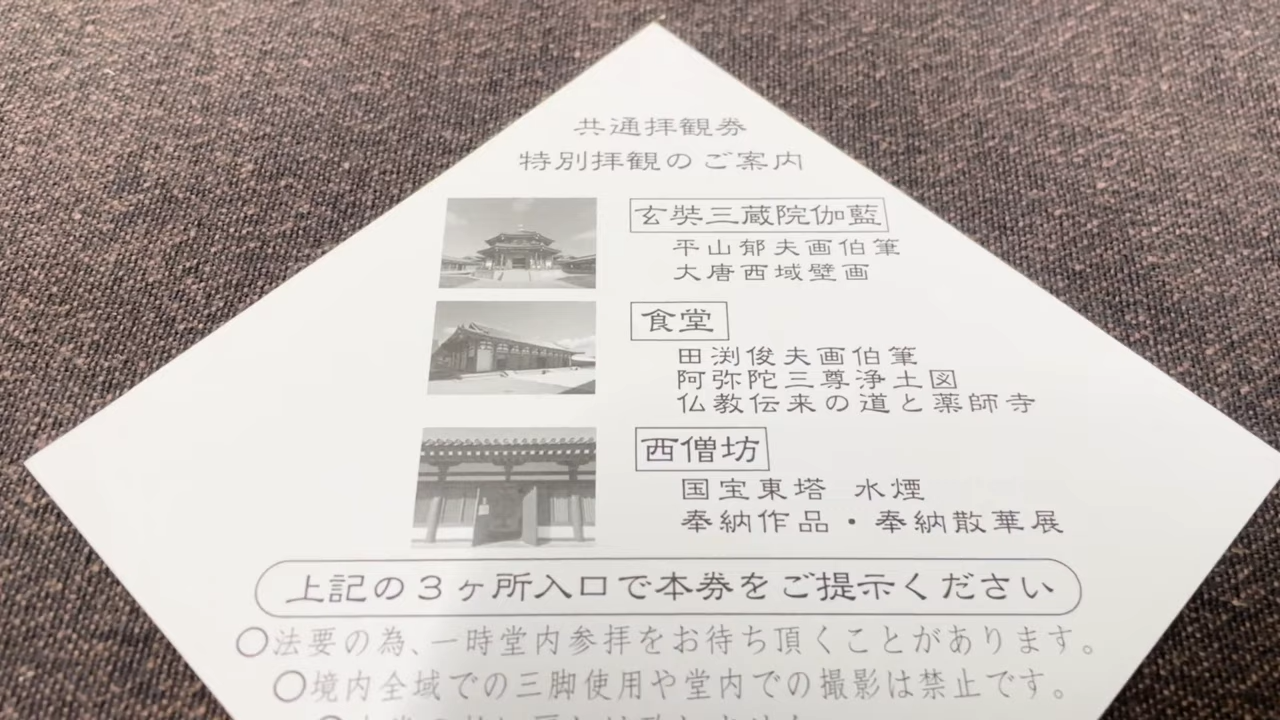 共通拝観券
特別拝観のご案内
玄奘三蔵院伽藍
平山郁夫画伯筆
大唐西域壁画
食堂
田渕俊夫画伯筆
阿弥陀三尊浄土図
仏教伝来の道と薬師寺
西僧坊
国宝東塔 水煙
奉納作品・奉納散華展
上記の3ヶ所入口で本券をご提示ください
○法要の為、一時堂内参拝をお待ち頂くことがあります。
○境内全域での三脚使用や堂内での撮影は禁止です。